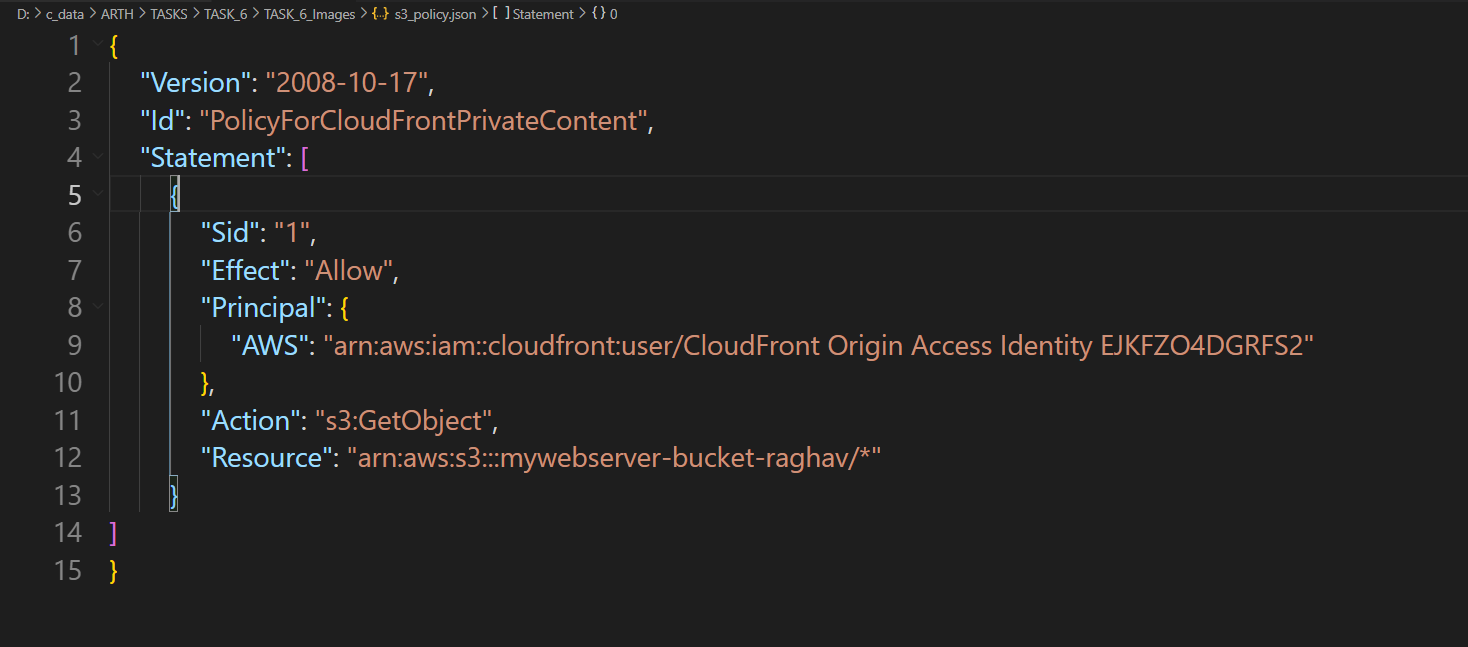 D: > c_data > ARTH > TASKS > TASK_6 > TASK_6_Images > {..} s3_policy.json > [ ] Statement > {} 0
1 {
2 "Version": "2008-10-17",
3 "Id": "PolicyForCloudFrontPrivateContent",
4 "Statement": [
5 {
6 "Sid": "1",
7 "Effect": "Allow",
8 "Principal": {
9 "AWS": "arn:aws:iam::cloudfront:user/CloudFront Origin Access Identity EJKFZO4DGRFS2"
10 },
11 "Action": "s3:GetObject",
12 "Resource": "arn:aws:s3:::mywebserver-bucket-raghav/*"
13 }
14 ]
15 }